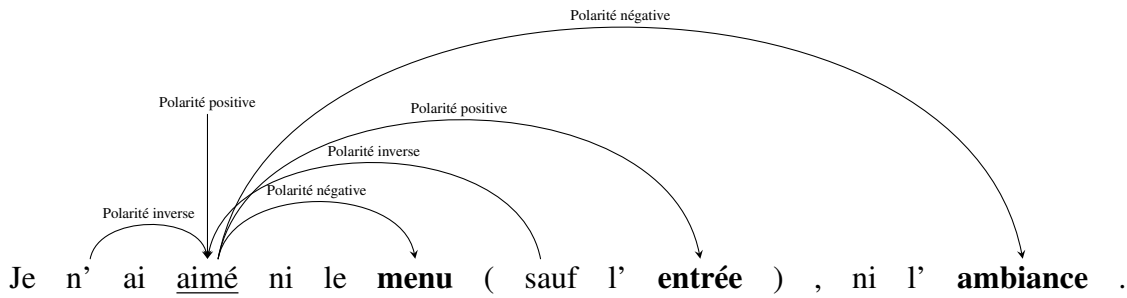 Polarité négative
Polarité positive
Polarité positive
Polarité inverse
Polarité négative
Polarité inverse
Je n' ai aimé ni le menu ( sauf l' entrée ) , ni l' ambiance .